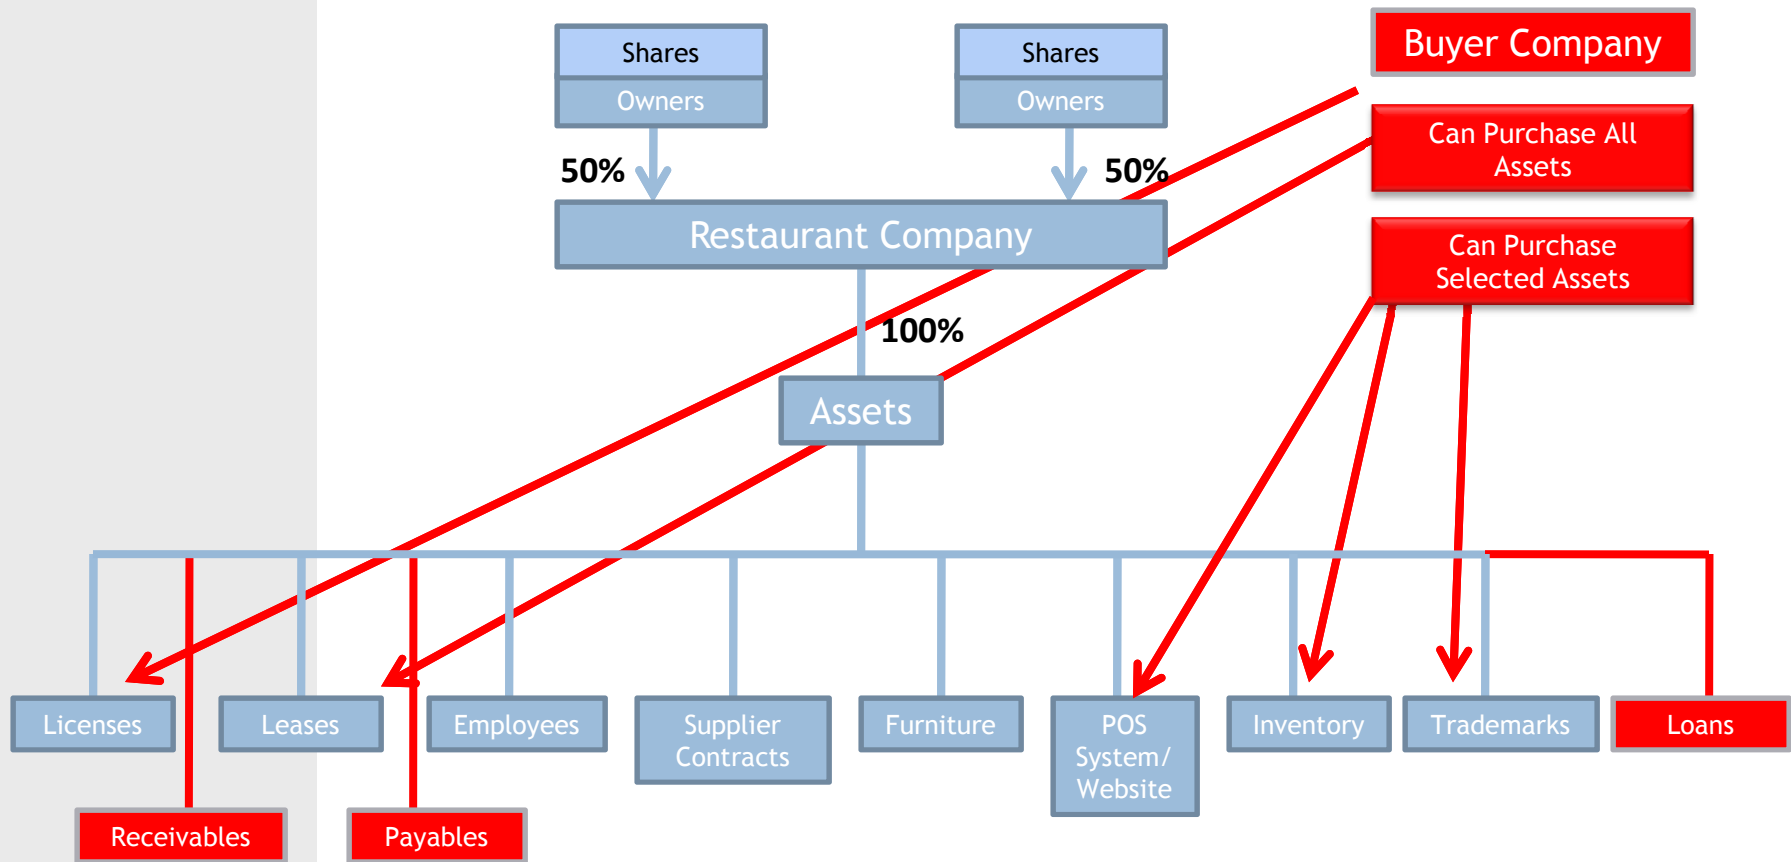 Shares
Owners
Shares
Owners
Buyer Company
Can Purchase All
Assets
50%
50%
Can Purchase
Selected Assets
Restaurant Company
100%
Assets
Licenses
Leases
Employees
Supplier
Contracts
Furniture
POS
System/
Website
Inventory
Trademarks
Loans
Receivables
Payables